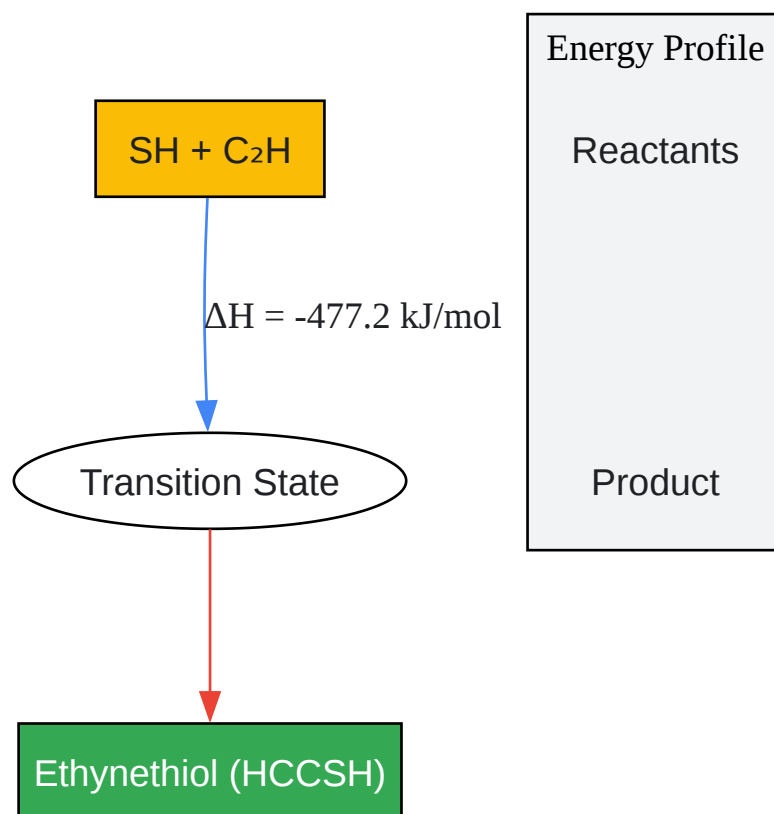 Energy Profile
SH + C₂H
Reactants
ΔH = -477.2 kJ/mol
Transition State
Product
Ethynethiol (HCCSH)